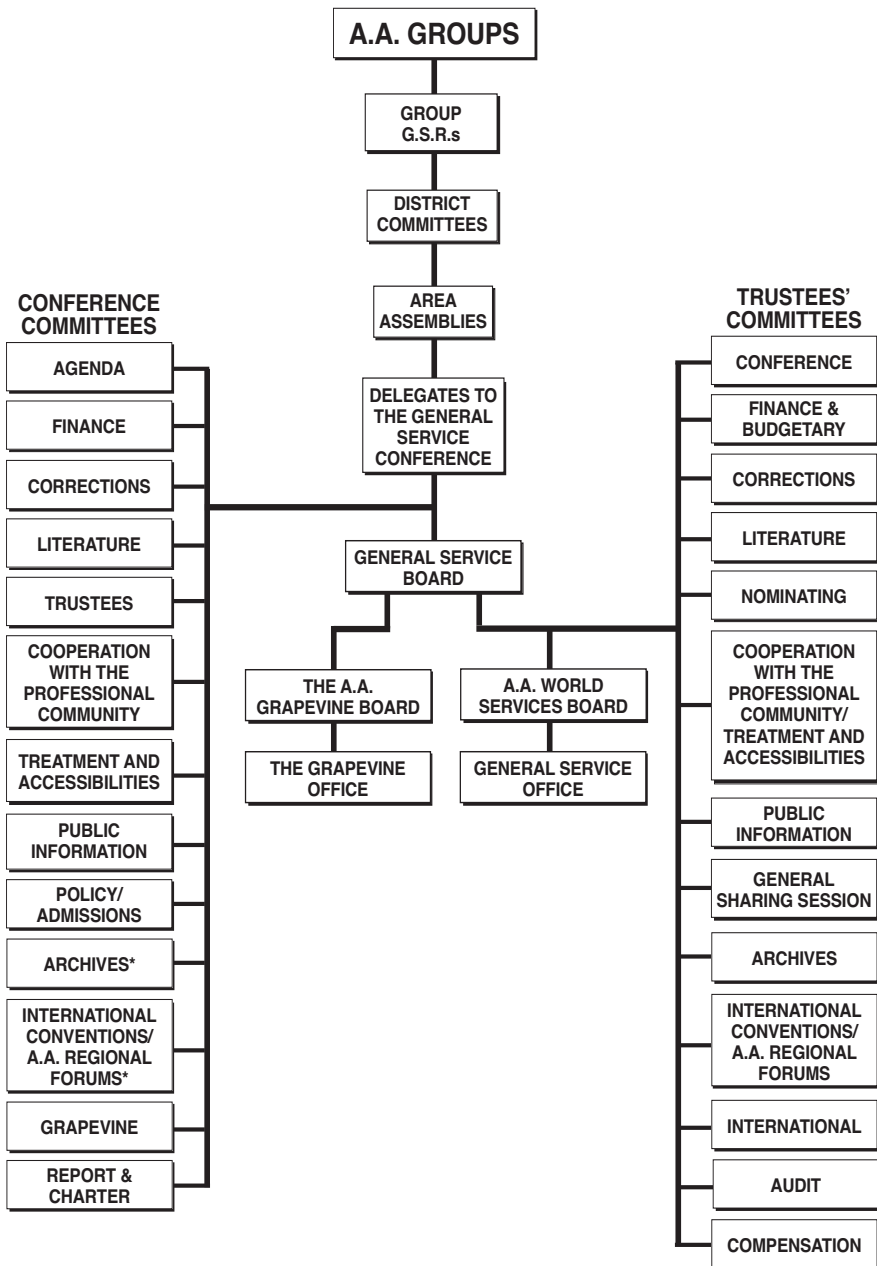 A.A. GROUPS
GROUP
G.S.R.s
DISTRICT
COMMITTEES
AREA
ASSEMBLIES
DELEGATES TO
THE GENERAL
SERVICE
CONFERENCE
GENERAL SERVICE
BOARD
THE A.A.
GRAPEVINE BOARD
A.A. WORLD
SERVICES BOARD
THE GRAPEVINE
OFFICE
GENERAL SERVICE
OFFICE
CONFERENCE
COMMITTEES
AGENDA
FINANCE
CORRECTIONS
LITERATURE
TRUSTEES
COOPERATION
WITH THE
PROFESSIONAL
COMMUNITY
TREATMENT AND
ACCESSIBILITIES
PUBLIC
INFORMATION
POLICY/
ADMISSIONS
ARCHIVES*
INTERNATIONAL
CONVENTIONS/
A.A. REGIONAL
FORUMS*
GRAPEVINE
REPORT &
CHARTER
TRUSTEES’
COMMITTEES
CONFERENCE
FINANCE &
BUDGETARY
CORRECTIONS
LITERATURE
NOMINATING
COOPERATION
WITH THE
PROFESSIONAL
COMMUNITY/
TREATMENT AND
ACCESSIBILITIES
PUBLIC
INFORMATION
GENERAL
SHARING SESSION
ARCHIVES
INTERNATIONAL
CONVENTIONS/
A.A. REGIONAL
FORUMS
INTERNATIONAL
AUDIT
COMPENSATION